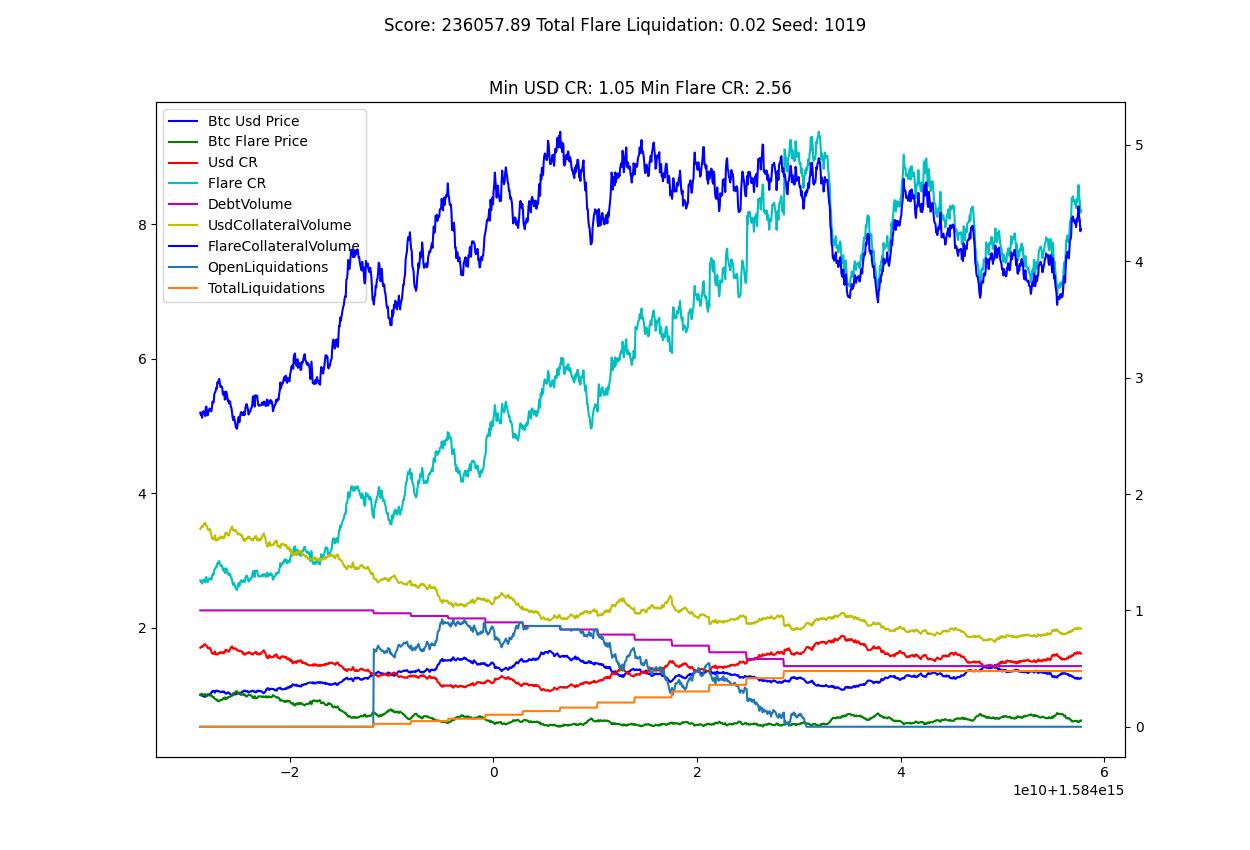 Score: 236057.89 Total Flare Liquidation: 0.02 Seed: 1019
Min USD CR: 1.05 Min Flare CR: 2.56
Btc Usd Price
Btc Flare Price
Usd CR
Flare CR
DebtVolume
UsdCollateralVolume
FlareCollateralVolume
OpenLiquidations
TotalLiquidations
8
6
4
2
5
4
3
2
1
0
−2
0
2
4
6
1e10+1.584e15